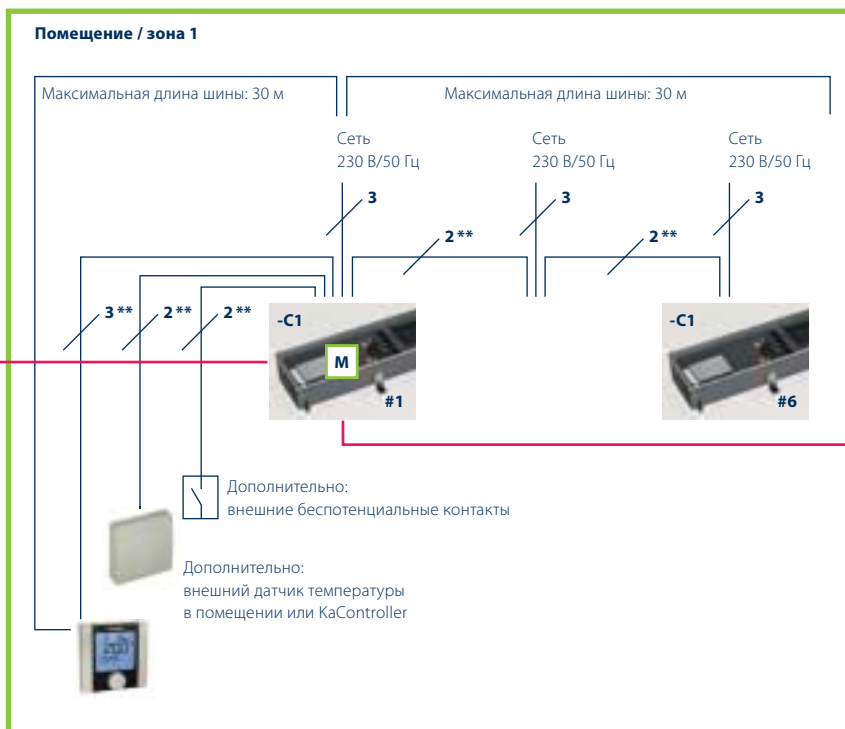 Помещение / зона 1
Максимальная длина шины: 30 м
Максимальная длина шины: 30 м
Сеть
230 В/50 Гц
Сеть
230 В/50 Гц
Сеть
230 В/50 Гц
3
3
3
2 **
2 **
3 **
2 **
2 **
-C1
M
#1
-C1
#6
Дополнительно:
внешние беспотенциальные контакты
Дополнительно:
внешний датчик температуры
в помещении или KaController